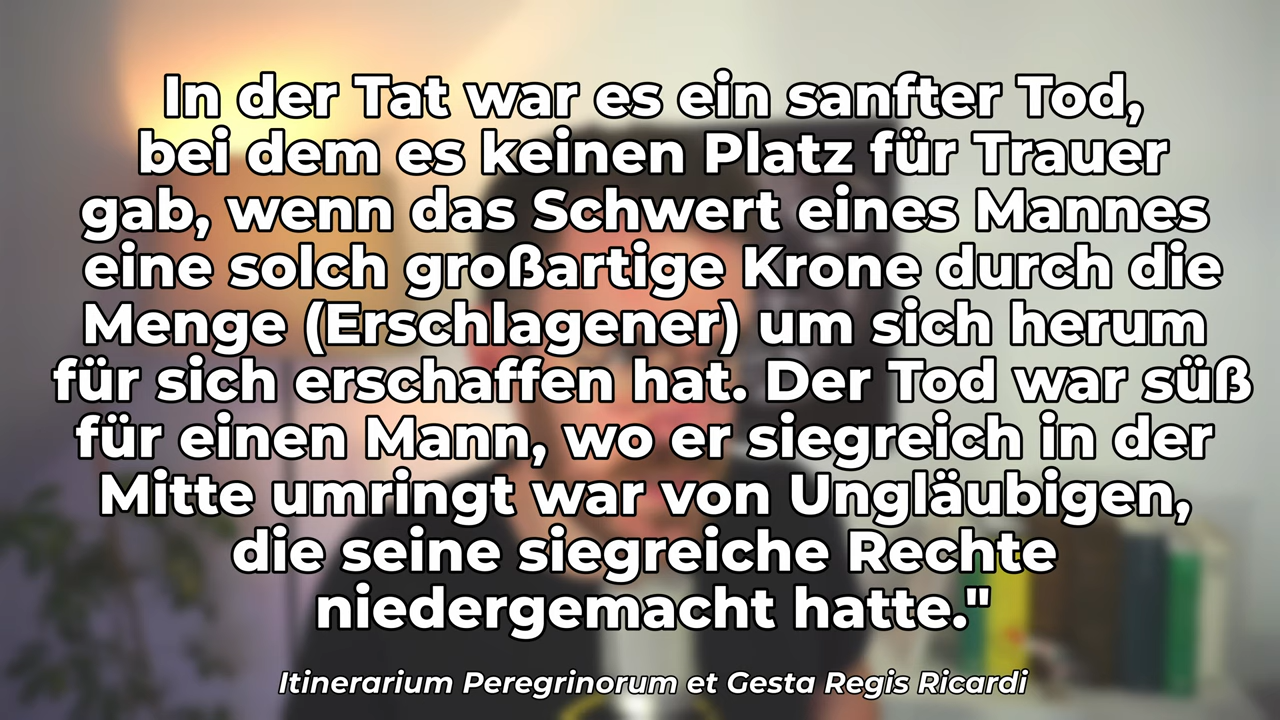 In der Tat war es ein sanfter Tod,
bei dem es keinen Platz für Trauer
gab, wenn das Schwert eines Mannes
eine solch großartige Krone durch die
Menge (Erschlagener) um sich herum
für sich erschaffen hat. Der Tod war süß
für einen Mann, wo er siegreich in der
Mitte umringt war von Ungläubigen,
die seine siegreiche Rechte
niedergemacht hatte."
Itinerarium Peregrinorum et Gesta Regis Ricardi